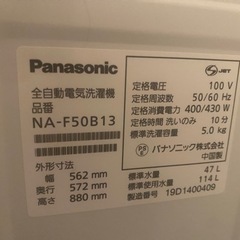 Panasonic
全自動電気洗濯機
品番
NA-F50B13
外形寸法
幅 562 mm
奥行 572 mm
高さ 880 mm
JET
定格電圧 100 V
定格周波数 50/60 Hz
定格消費電力 400/430 W
定格時間 洗いのみ 10分
標準洗濯容量 5.0 kg
PSE
パナソニック株式会社
中国製
標準水量 47 L
標準使用水量 114 L
製造番号 19D1400409